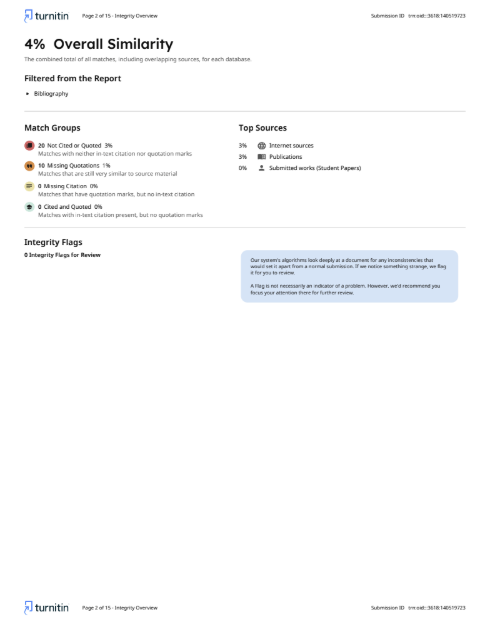 turnitin Page 2 of 15 - Integrity Overview Submission ID trn:oid:::3618:140519723
4% Overall Similarity
The combined total of all matches, including overlapping sources, for each database.
Filtered from the Report
• Bibliography
Match Groups
20 Not Cited or Quoted 3%
Matches with neither in-text citation nor quotation marks
10 Missing Quotations 1%
Matches that are still very similar to source material
0 Missing Citation 0%
Matches that have quotation marks, but no in-text citation
0 Cited and Quoted 0%
Matches with in-text citation present, but no quotation marks
Top Sources
3% Internet sources
3% Publications
0% Submitted works (Student Papers)
Integrity Flags
0 Integrity Flags for Review
Our system's algorithms look deeply at a document for any inconsistencies that
would set it apart from a normal submission. If we notice something strange, we flag
it for you to review.
A Flag is not necessarily an indicator of a problem. However, we'd recommend you
focus your attention there for further review.
turnitin Page 2 of 15 - Integrity Overview Submission ID trn:oid:::3618:140519723